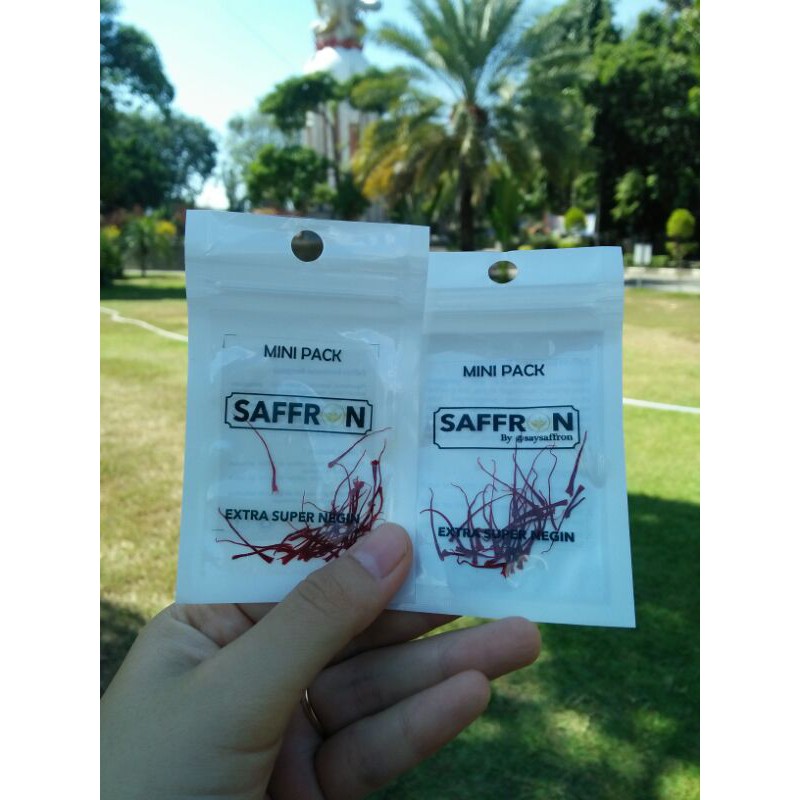 MINI PACK
SAFFRON
EXTRA SUPER NEGIN
MINI PACK
SAFFRON
By @saysaffron
EXTRA SUPER NEGIN